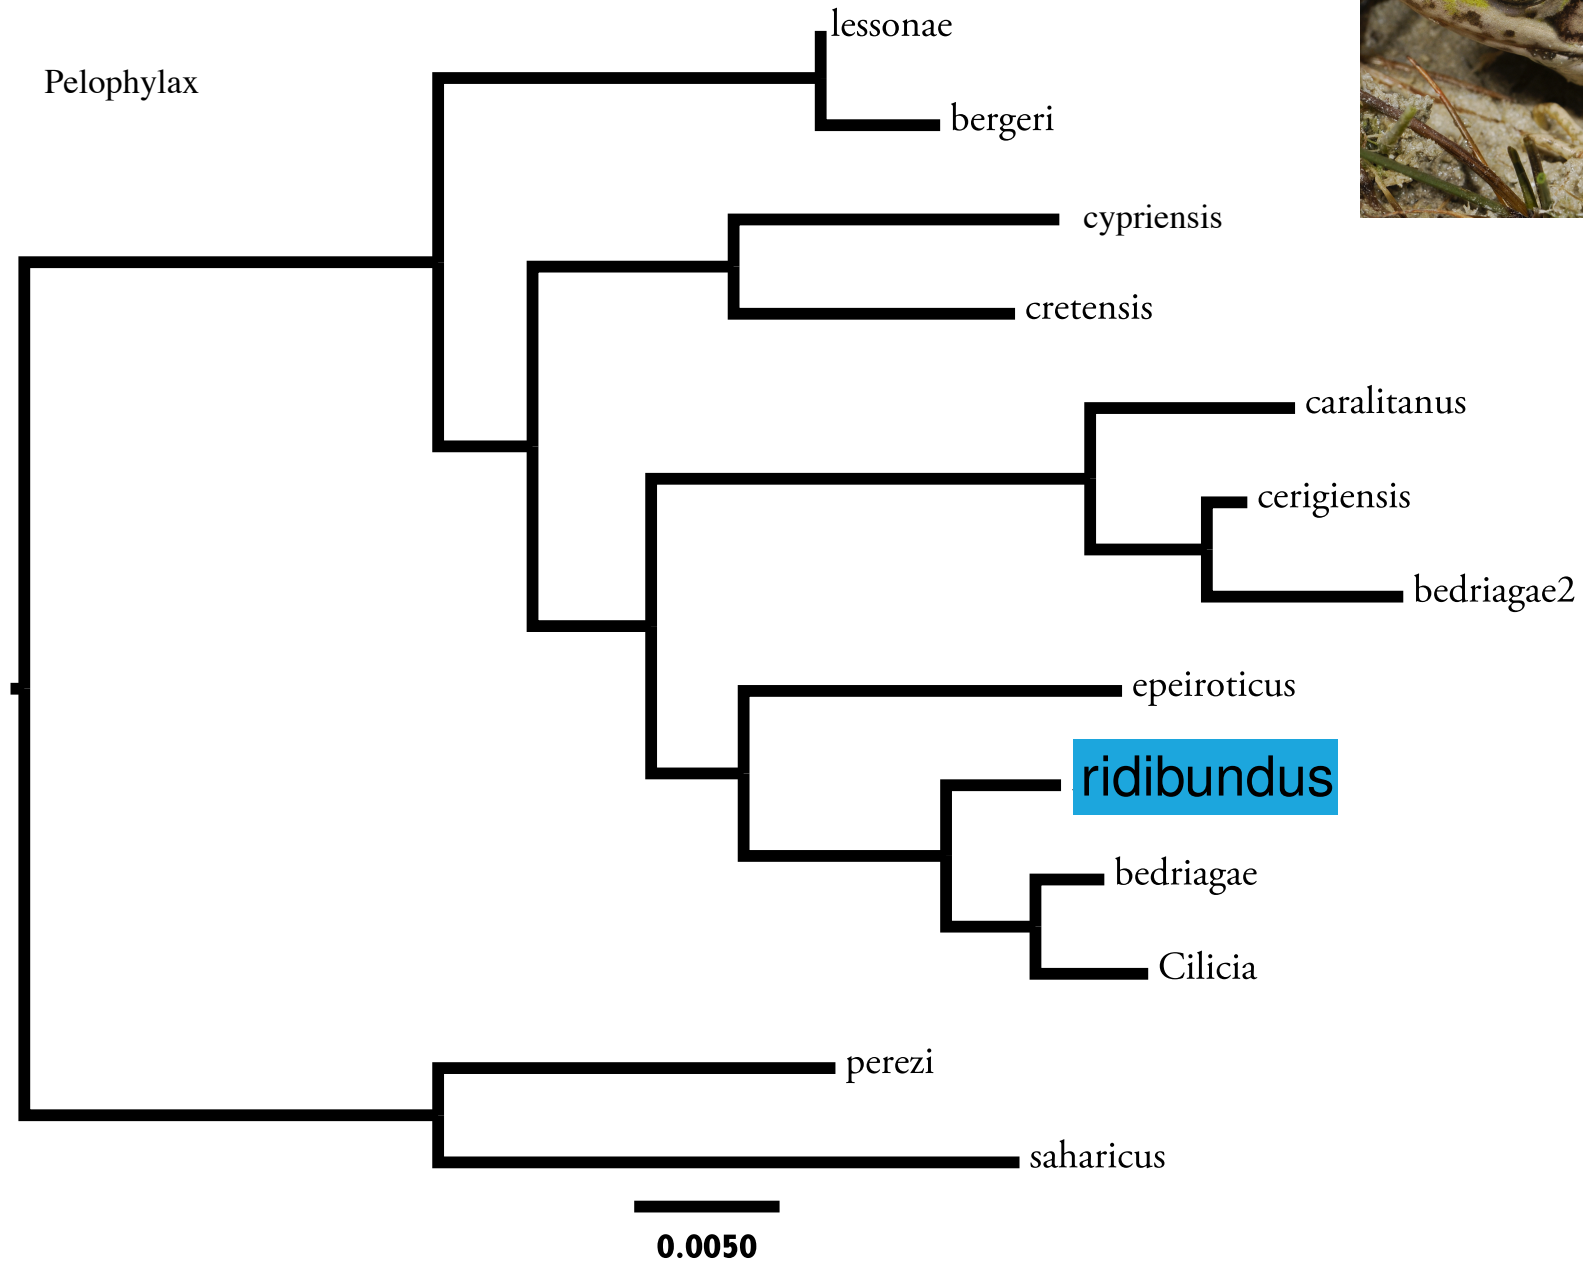 lessonae
Pelophylax
bergeri
cypriensis
cretensis
caralitanus
cerigiensis
bedriagae2
epeiroticus
ridibundus
bedriagae
Cilicia
perezi
saharicus
0.0050